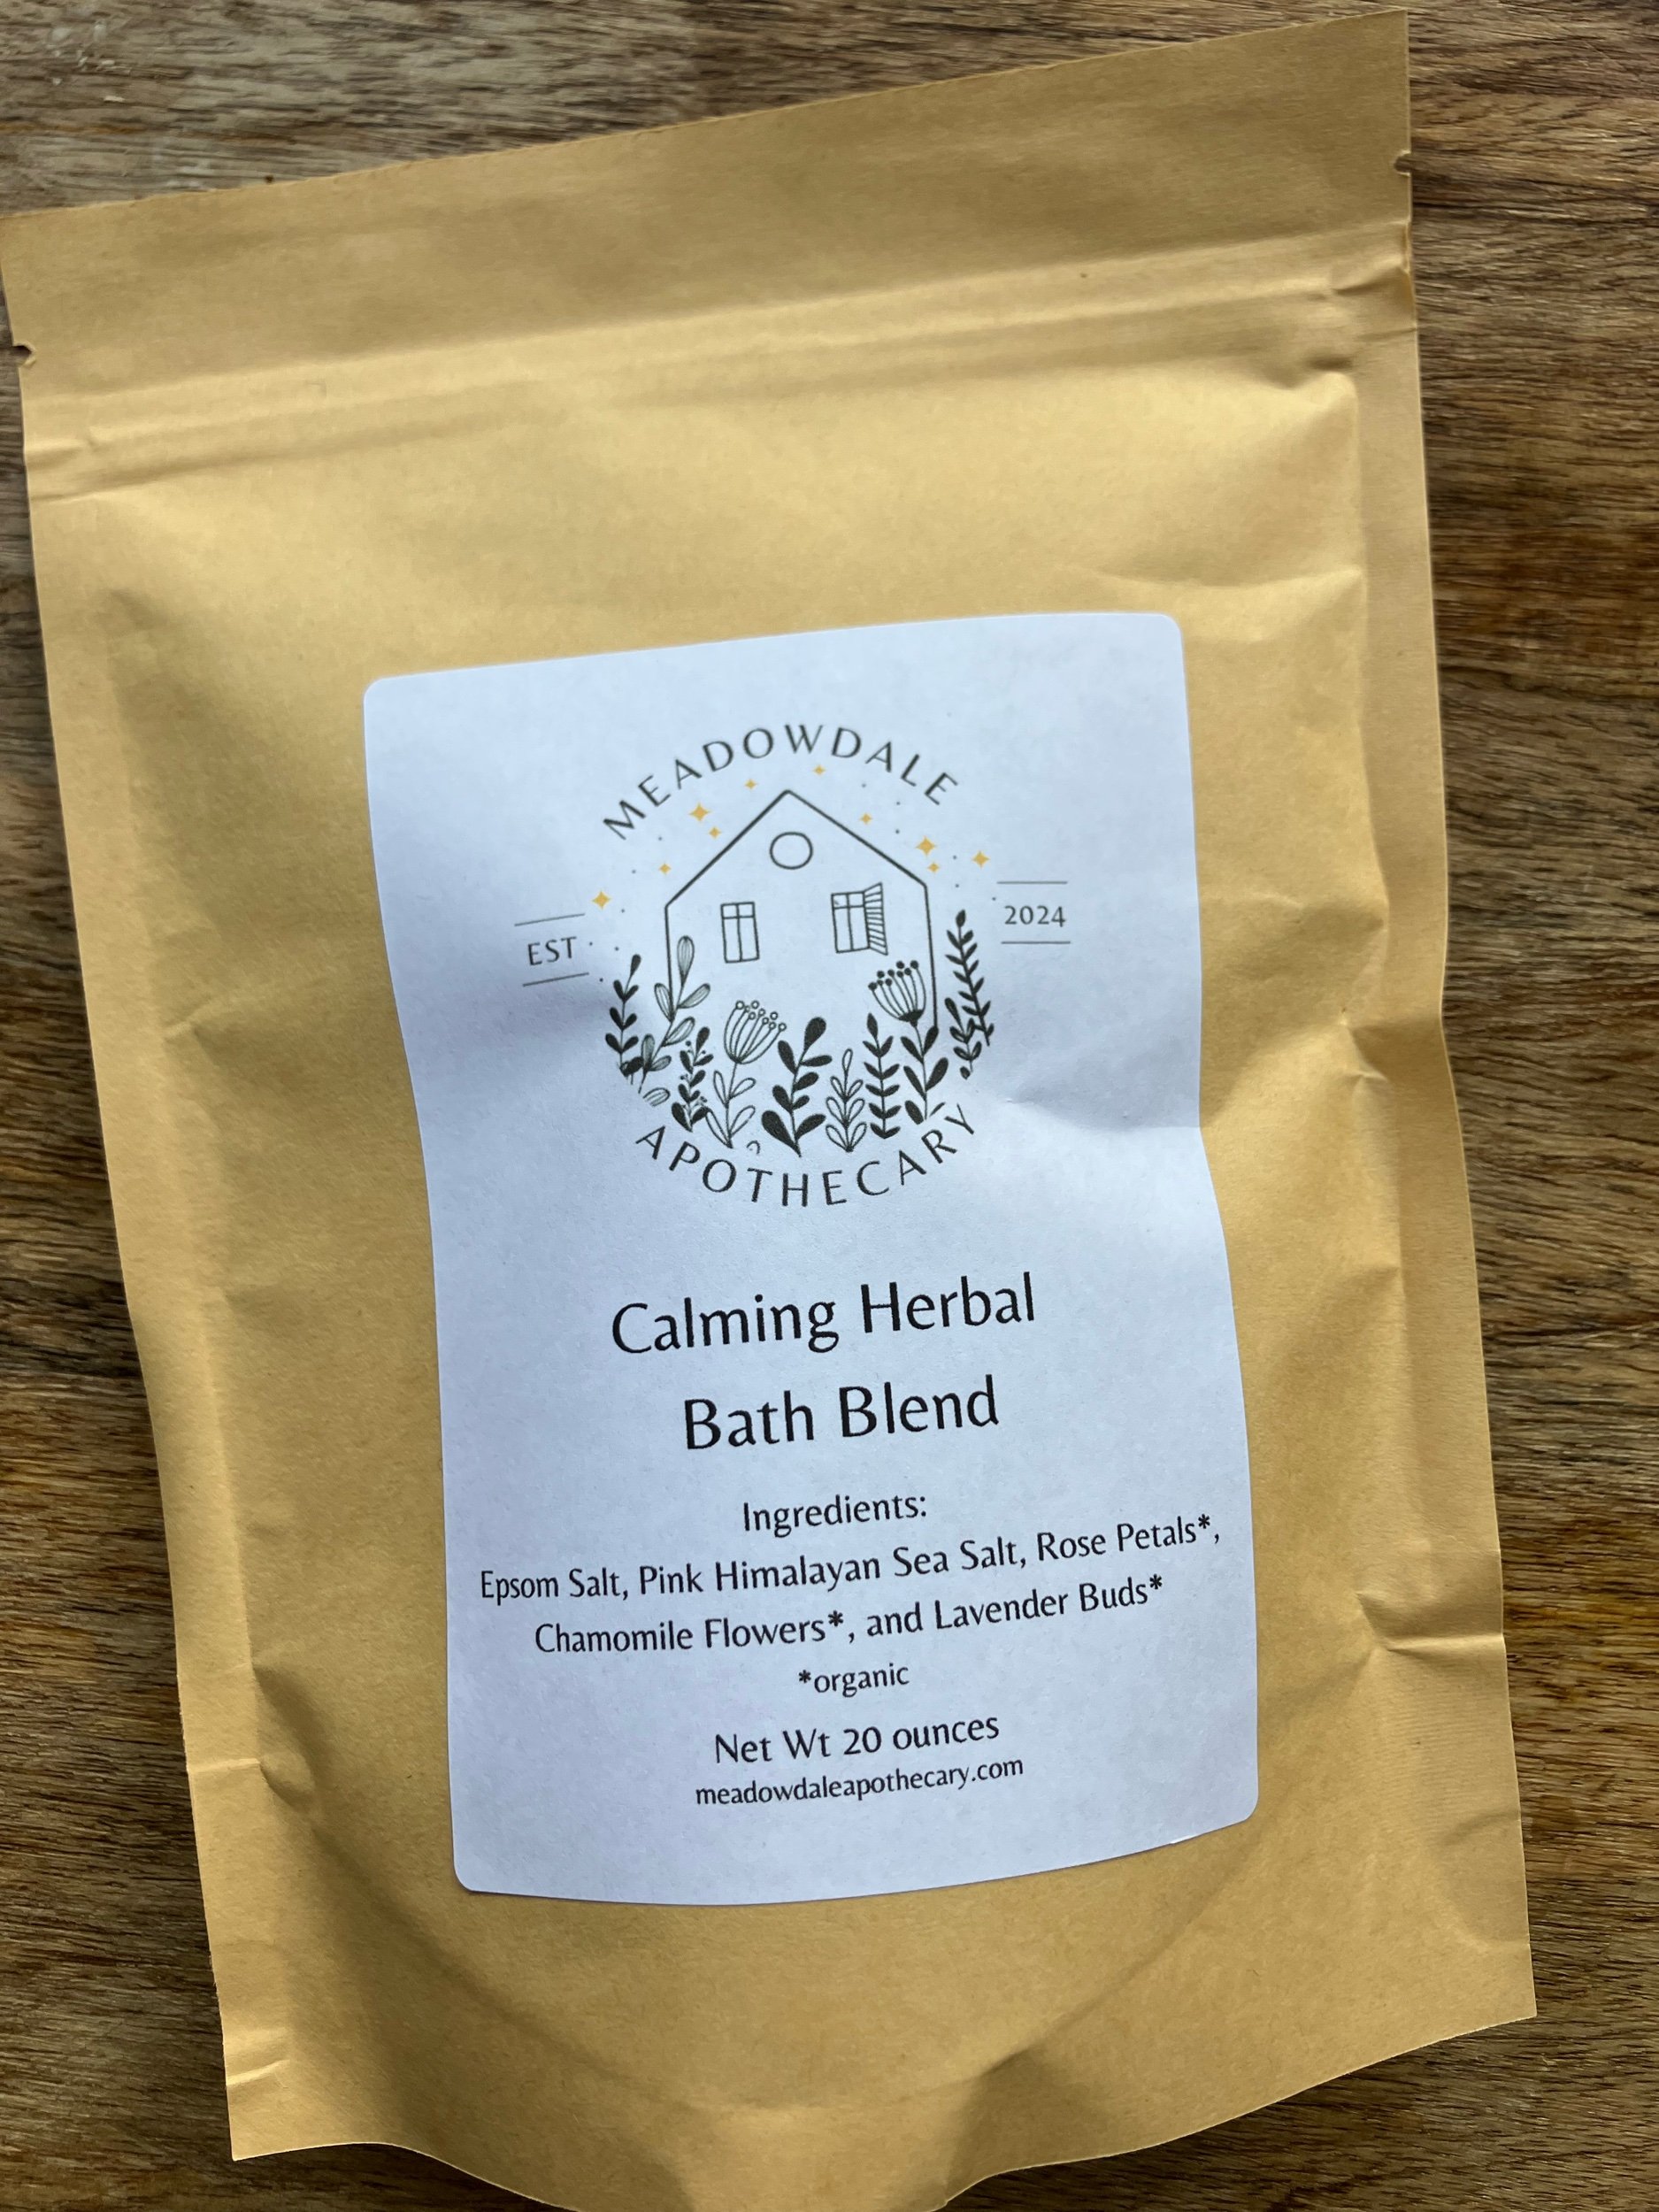 MEADOWDALE
EST
2024
APOTHECARY
Calming Herbal
Bath Blend
Ingredients:
Epsom Salt, Pink Himalayan Sea Salt, Rose Petals*,
Chamomile Flowers*, and Lavender Buds*
*organic
Net Wt 20 ounces
meadowdaleapothecary.com